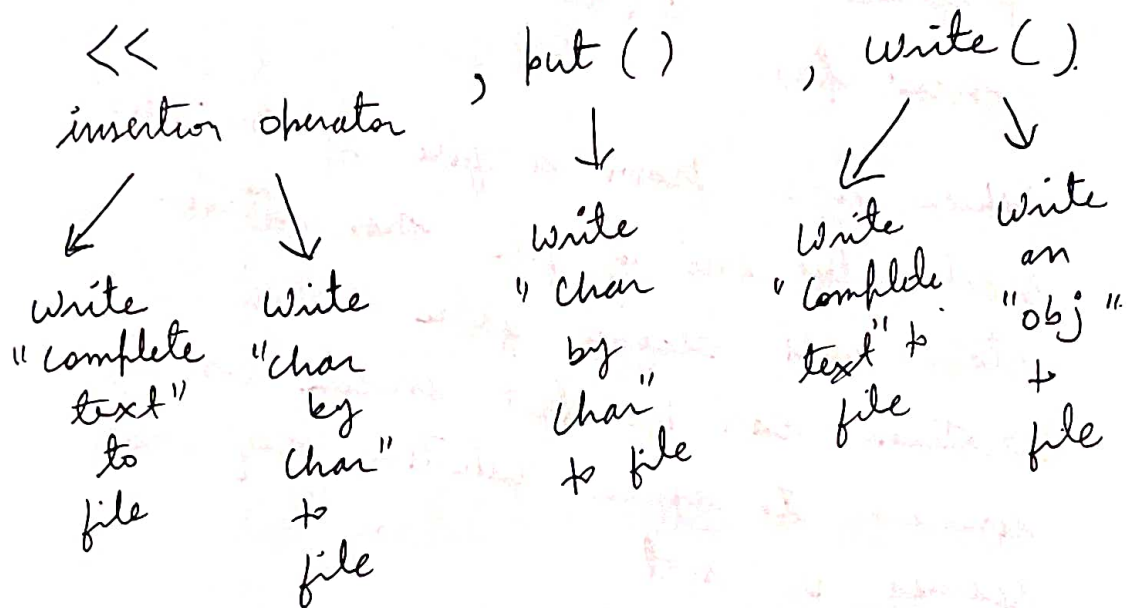 << , put ( ) , write ( ).
insertion operator
write
"complete
text"
to
file
write
"char
by
char"
to
file
write
"char
by
char"
to file
write
"complete
text" to
file
write
an
"obj"
to
file